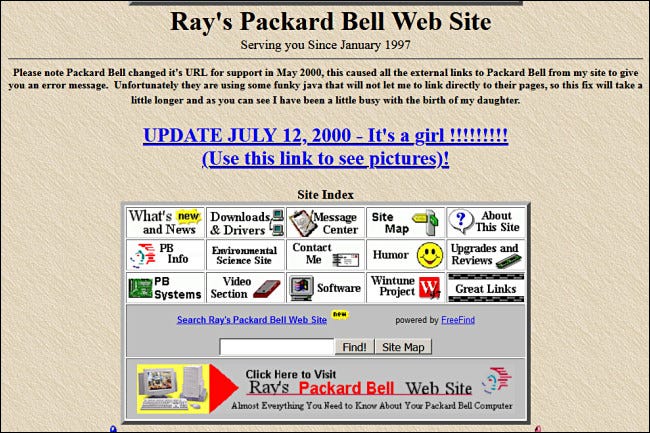 Ray's Packard Bell Web Site
Serving you Since January 1997
Please note Packard Bell changed it's URL for support in May 2000, this caused all the external links to Packard Bell from my site to give
you an error message.  Unfortunately they are using some funky java that will not let me to link directly to their pages, so this fix will take a
little longer and as you can see I have been a little busy with the birth of my daughter.
UPDATE JULY 12, 2000 - It's a girl !!!!!!!!!
(Use this link to see pictures)!
Site Index
What's new
and News
Downloads
& Drivers
Message
Center
Site
Map
About
This Site
PB
Info
Environmental
Science Site
Contact
Me
Humor
Upgrades and
Reviews
PB
Systems
Video
Section
Software
Wintune
Project
Great Links
Search Ray's Packard Bell Web Site new powered by FreeFind
Find! Site Map
Click Here to Visit
Ray's Packard Bell Web Site
Almost Everything You Need to Know About Your Packard Bell Computer